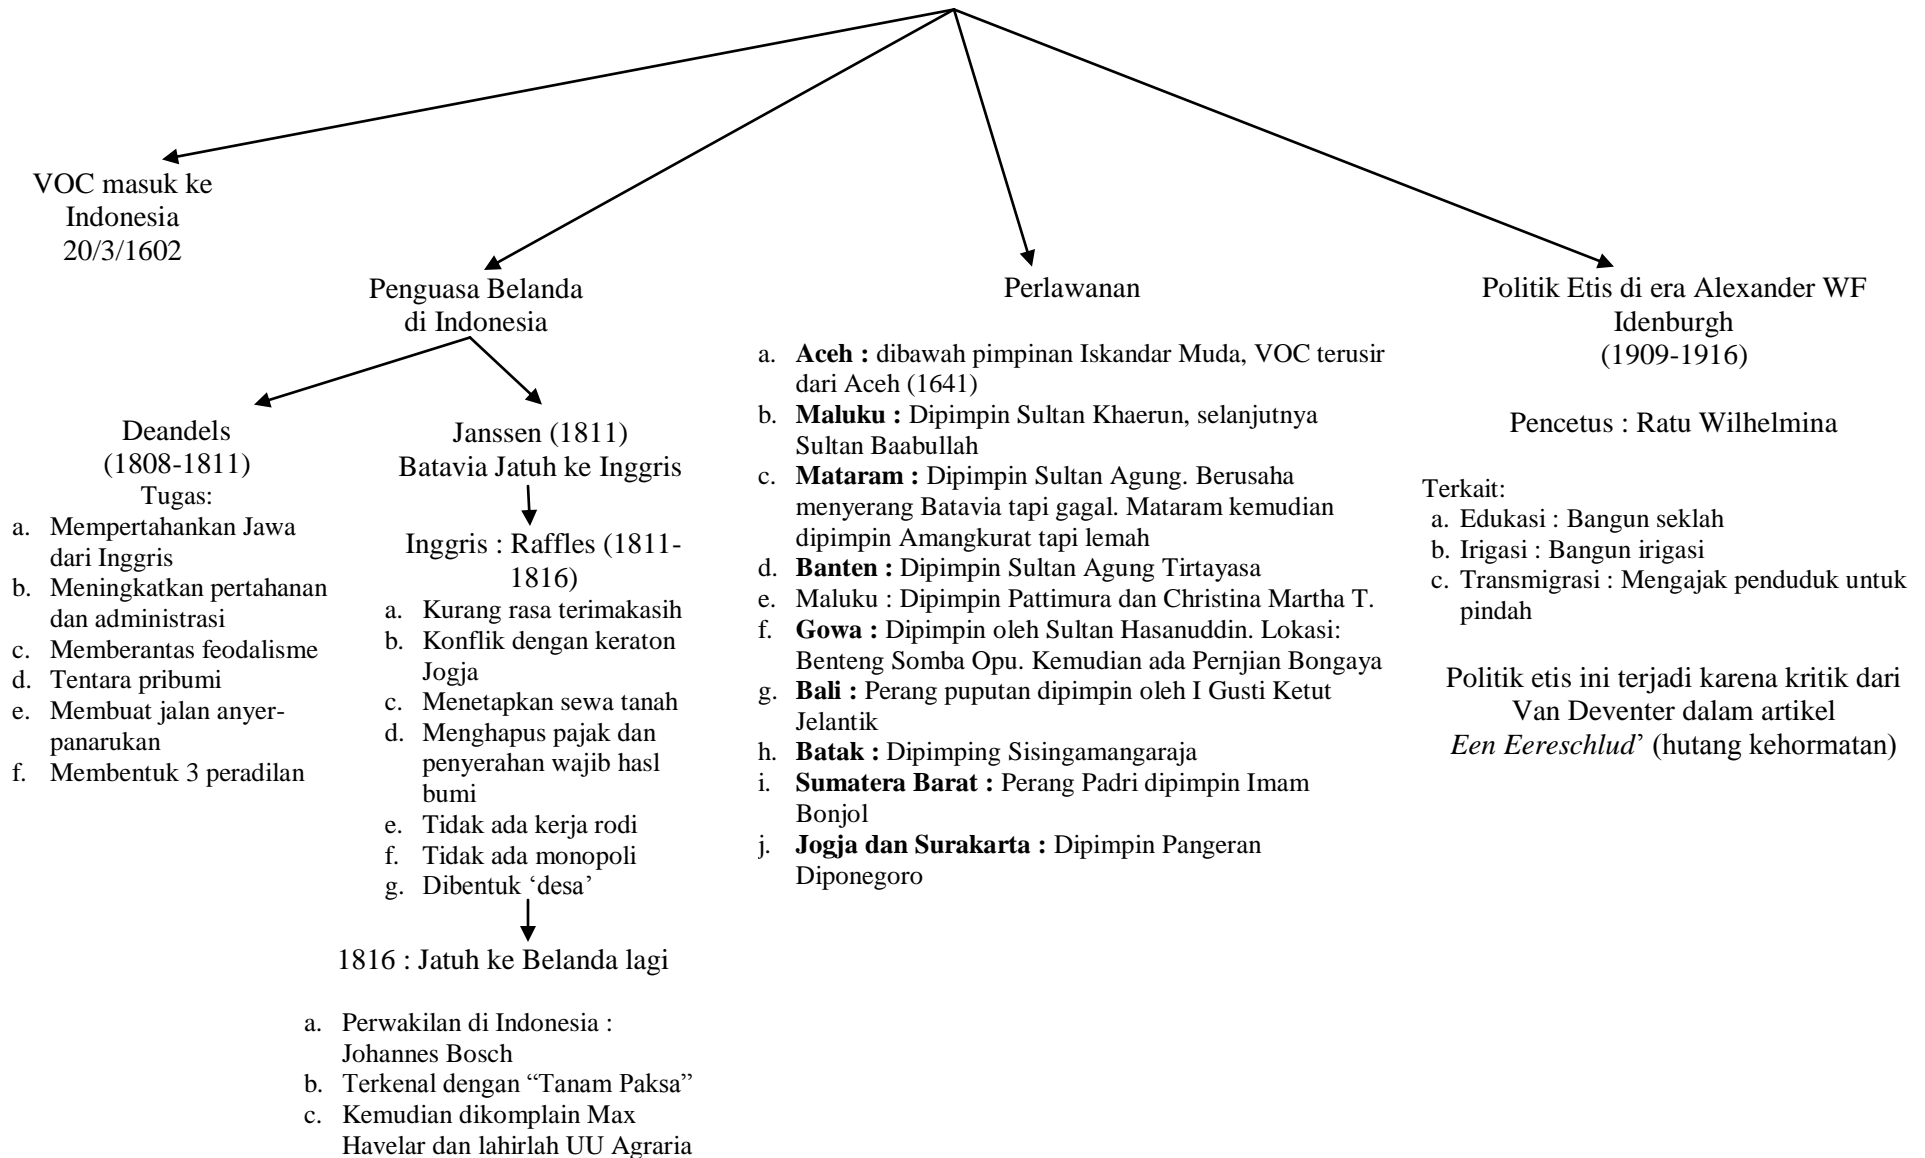 VOC masuk ke
Indonesia
20/3/1602
Penguasa Belanda
di Indonesia
Deandels
(1808-1811)
Tugas:
a. Mempertahankan Jawa
dari Inggris
b. Meningkatkan pertahanan
dan administrasi
c. Memberantas feodalisme
d. Tentara pribumi
e. Membuat jalan anyer-
panarukan
f. Membentuk 3 peradilan
Janssen (1811)
Batavia Jatuh ke Inggris
Inggris : Raffles (1811-
1816)
a. Kurang rasa terimakasih
b. Konflik dengan keraton
Jogja
c. Menetapkan sewa tanah
d. Menghapus pajak dan
penyerahan wajib hasl
bumi
e. Tidak ada kerja rodi
f. Tidak ada monopoli
g. Dibentuk ‘desa’
1816 : Jatuh ke Belanda lagi
a. Perwakilan di Indonesia :
Johannes Bosch
b. Terkenal dengan “Tanam Paksa”
c. Kemudian dikomplain Max
Havelar dan lahirlah UU Agraria
Perlawanan
a. Aceh : dibawah pimpinan Iskandar Muda, VOC terusir
dari Aceh (1641)
b. Maluku : Dipimpin Sultan Khaerun, selanjutnya
Sultan Baabullah
c. Mataram : Dipimpin Sultan Agung. Berusaha
menyerang Batavia tapi gagal. Mataram kemudian
dipimpin Amangkurat tapi lemah
d. Banten : Dipimpin Sultan Agung Tirtayasa
e. Maluku : Dipimpin Pattimura dan Christina Martha T.
f. Gowa : Dipimpin oleh Sultan Hasanuddin. Lokasi:
Benteng Somba Opu. Kemudian ada Pernjian Bongaya
g. Bali : Perang puputan dipimpin oleh I Gusti Ketut
Jelantik
h. Batak : Dipimping Sisingamangaraja
i. Sumatera Barat : Perang Padri dipimpin Imam
Bonjol
j. Jogja dan Surakarta : Dipimpin Pangeran
Diponegoro
Politik Etis di era Alexander WF
Idenburgh
(1909-1916)
Pencetus : Ratu Wilhelmina
Terkait:
a. Edukasi : Bangun seklah
b. Irigasi : Bangun irigasi
c. Transmigrasi : Mengajak penduduk untuk
pindah
Politik etis ini terjadi karena kritik dari
Van Deventer dalam artikel
Een Eereschlud’ (hutang kehormatan)